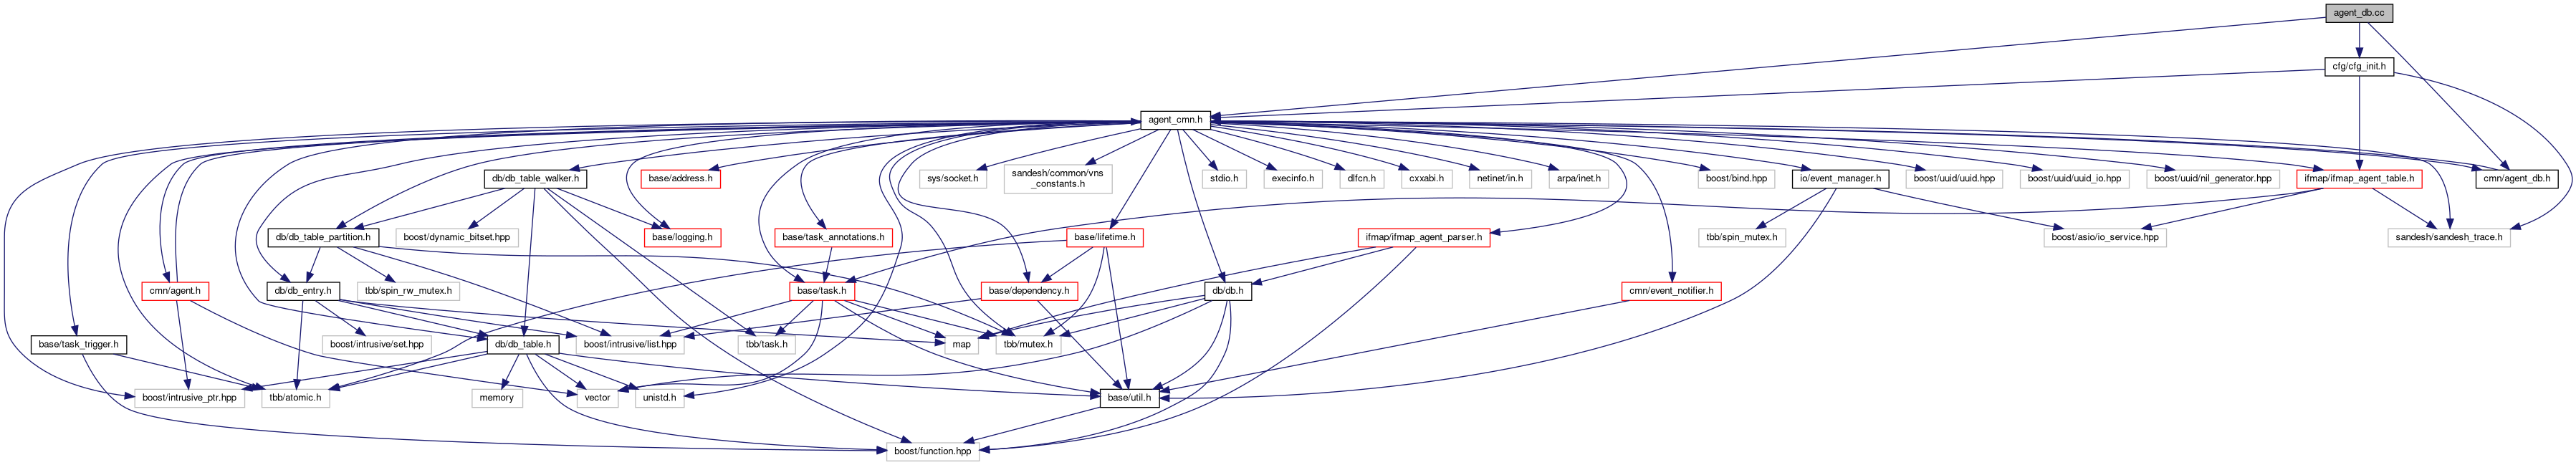 agent_db.cc
cfg/cfg_init.h
agent_cmn.h
db/db_table_walker.h
base/address.h
sys/socket.h
sandesh/common/vns
_constants.h
stdio.h
execinfo.h
dlfcn.h
cxxabi.h
netinet/in.h
arpa/inet.h
boost/bind.hpp
io/event_manager.h
boost/uuid/uuid.hpp
boost/uuid/uuid_io.hpp
boost/uuid/nil_generator.hpp
ifmap/ifmap_agent_table.h
cmn/agent_db.h
db/db_table_partition.h
boost/dynamic_bitset.hpp
base/logging.h
base/task_annotations.h
base/lifetime.h
ifmap/ifmap_agent_parser.h
tbb/spin_mutex.h
boost/asio/io_service.hpp
sandesh/sandesh_trace.h
cmn/agent.h
db/db_entry.h
tbb/spin_rw_mutex.h
base/task.h
base/dependency.h
db/db.h
cmn/event_notifier.h
base/task_trigger.h
boost/intrusive/set.hpp
db/db_table.h
boost/intrusive/list.hpp
tbb/task.h
map
tbb/mutex.h
boost/intrusive_ptr.hpp
tbb/atomic.h
memory
vector
unistd.h
base/util.h
boost/function.hpp